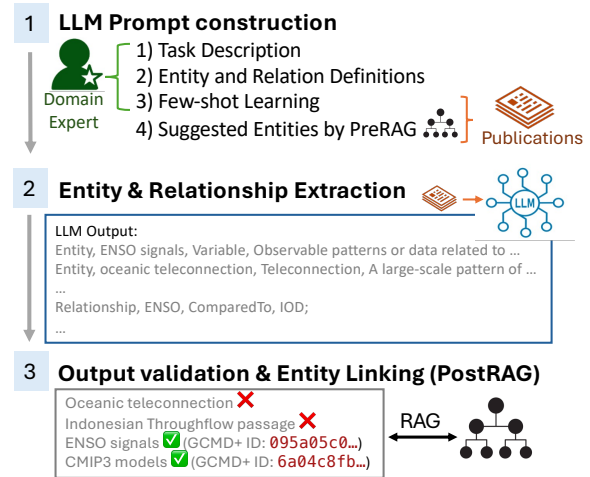 1 LLM Prompt construction
Domain Expert
1) Task Description
2) Entity and Relation Definitions
3) Few-shot Learning
4) Suggested Entities by PreRAG
Publications
2 Entity & Relationship Extraction
LLM
LLM Output:
Entity, ENSO signals, Variable, Observable patterns or data related to …
Entity, oceanic teleconnection, Teleconnection, A large-scale pattern of …
…
Relationship, ENSO, ComparedTo, IOD;
…
3 Output validation & Entity Linking (PostRAG)
Oceanic teleconnection
Indonesian Throughflow passage
ENSO signals (GCMD+ ID: 095a05c0…)
CMIP3 models (GCMD+ ID: 6a04c8fb…)
RAG